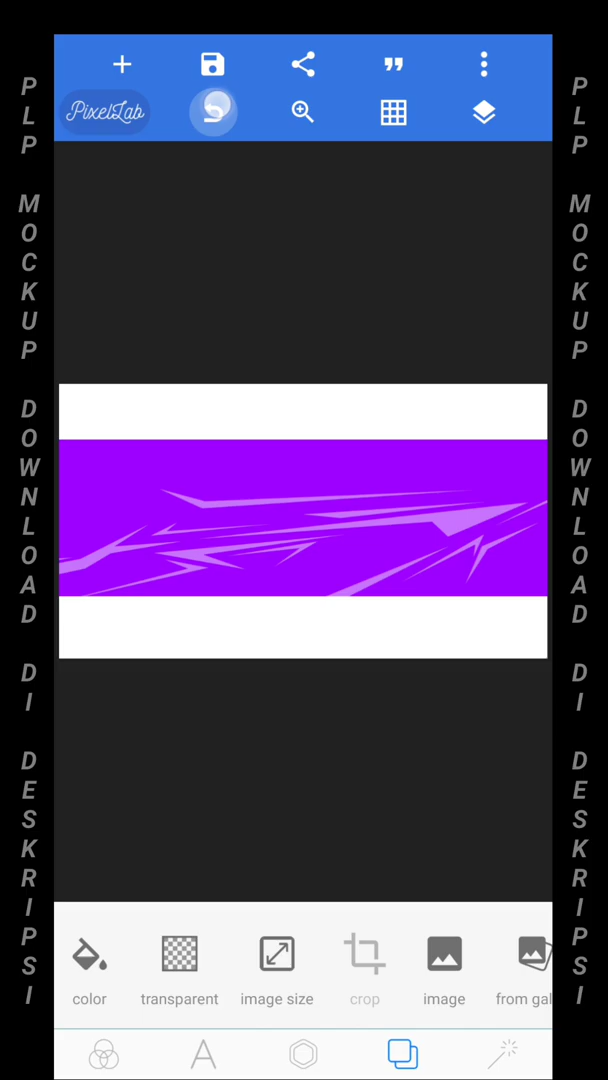 PLP MOCKUP DOWNLOAD DI DESKRIPSI
PixelLab
color
transparent
image size
crop
image
from gal
PLP MOCKUP DOWNLOAD DI DESKRIPSI